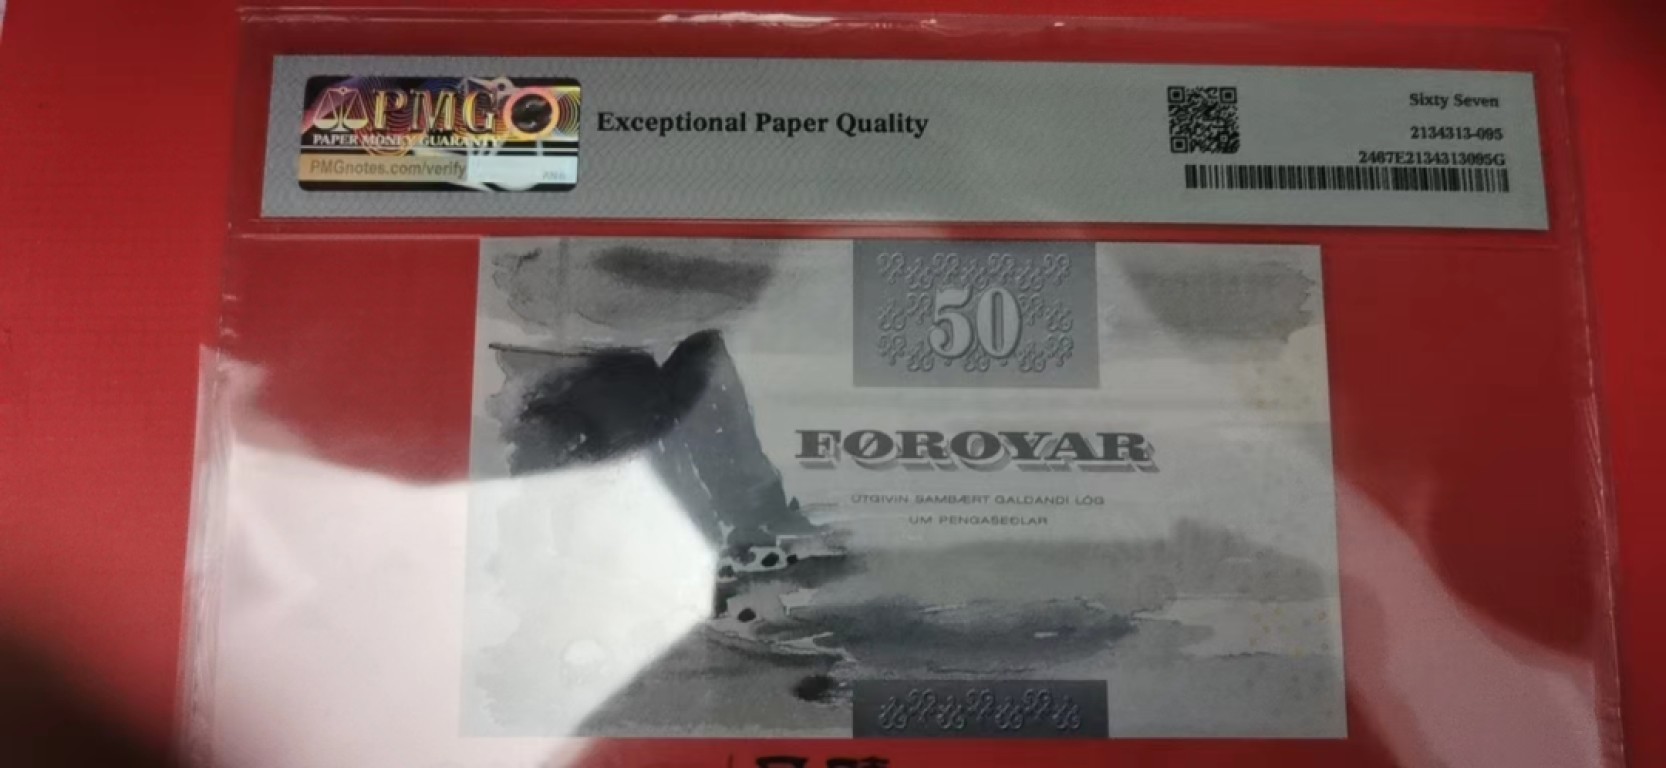 PMG
PAPER MONEY GUARANTY
PMGnotes.com/verify
Exceptional Paper Quality
Sixty Seven
2134313-095
2467E2134313095G
50
FØROYAR
ÚTGIVIN SAMBÆRT GALDANDI LÓG
UM PENGASEÐLAR